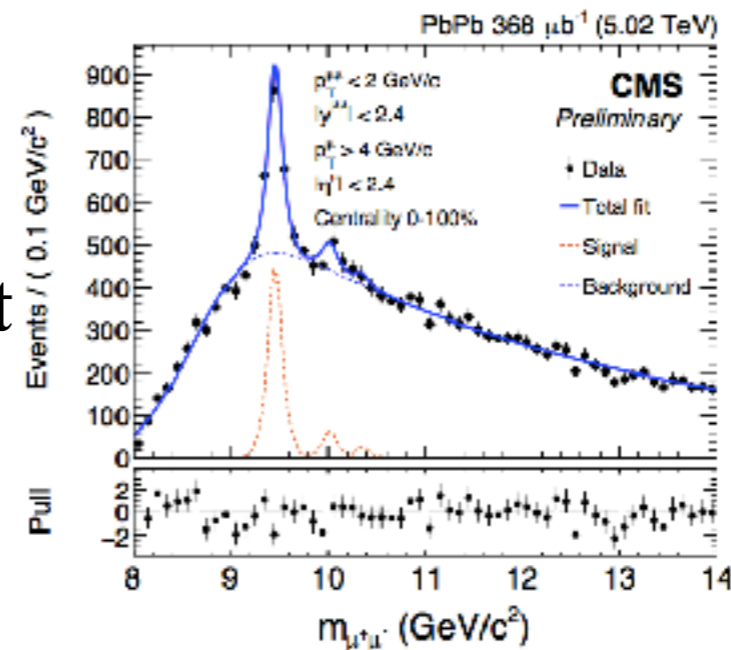 PbPb 368 μb⁻¹ (5.02 TeV)
CMS
Preliminary
p_T^μμ < 2 GeV/c
|y^μμ| < 2.4
p_T^μ > 4 GeV/c
|η^μ| < 2.4
Centrality 0-100%
Data
Total fit
Signal
Background
t
Events / ( 0.1 GeV/c² )
900
800
700
600
500
400
300
200
100
0
Pull
2
0
−2
8 9 10 11 12 13 14
m_μ⁺μ⁻ (GeV/c²)